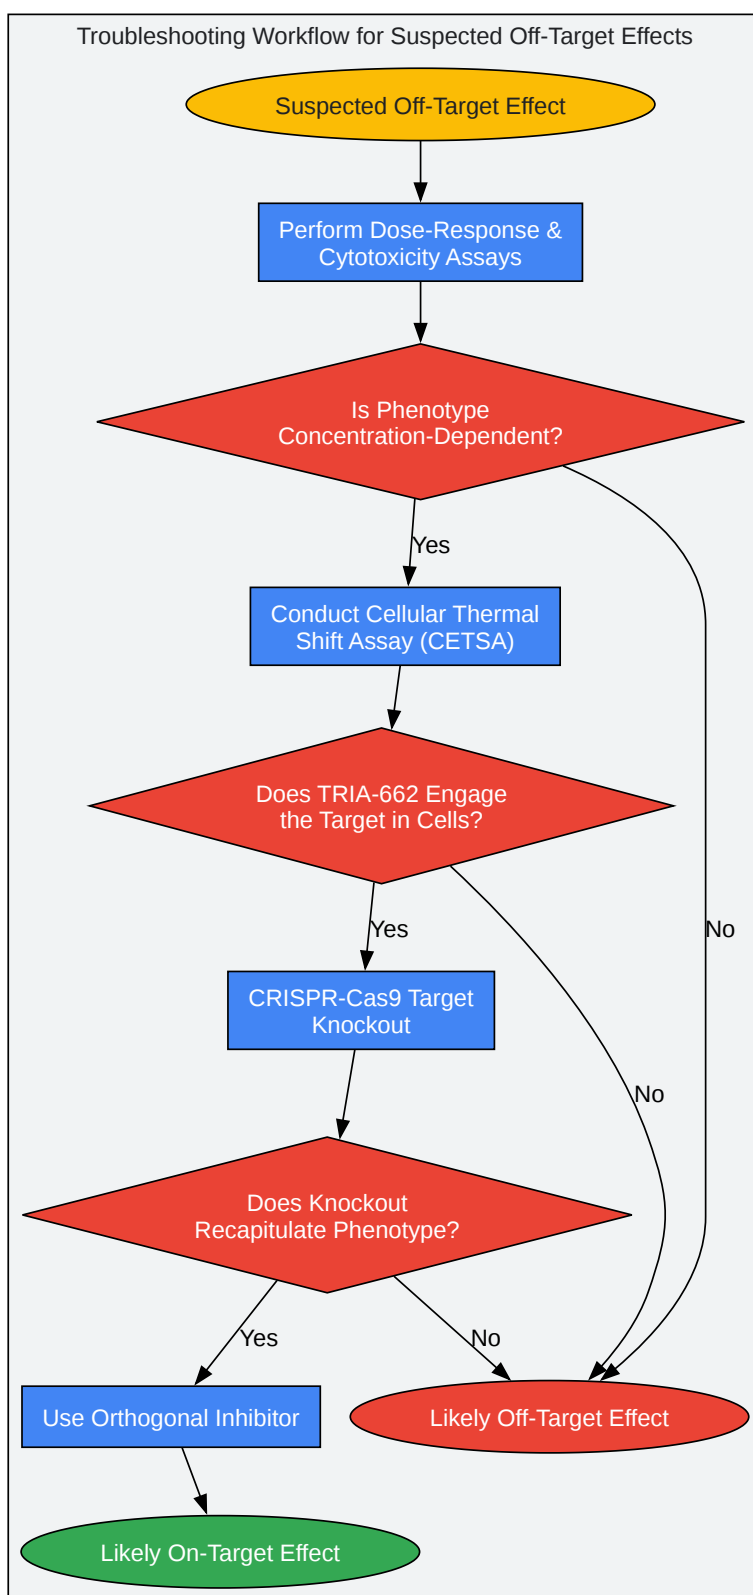 Troubleshooting Workflow for Suspected Off-Target Effects
Suspected Off-Target Effect
Perform Dose-Response &
Cytotoxicity Assays
Is Phenotype
Concentration-Dependent?
Yes
Conduct Cellular Thermal
Shift Assay (CETSA)
Does TRIA-662 Engage
the Target in Cells?
Yes
No
CRISPR-Cas9 Target
Knockout
No
Does Knockout
Recapitulate Phenotype?
Yes
No
Use Orthogonal Inhibitor
Likely Off-Target Effect
Likely On-Target Effect